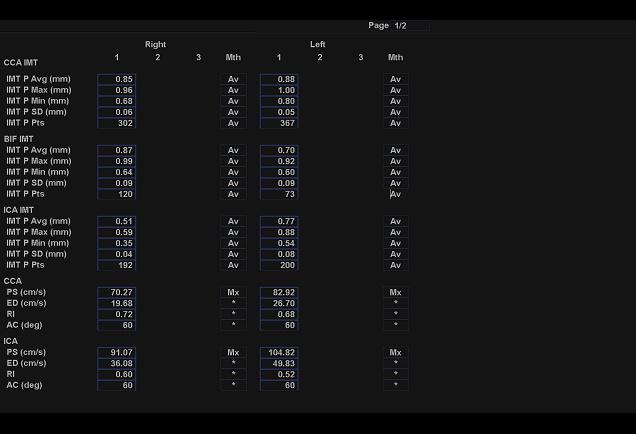 Page 1/2
Right Left
1 2 3 Mth 1 2 3 Mth
CCA IMT
IMT P Avg (mm) 0.85 Av 0.88 Av
IMT P Max (mm) 0.96 Av 1.00 Av
IMT P Min (mm) 0.68 Av 0.80 Av
IMT P SD (mm) 0.06 Av 0.05 Av
IMT P Pts 302 Av 367 Av
BIF IMT
IMT P Avg (mm) 0.87 Av 0.70 Av
IMT P Max (mm) 0.99 Av 0.92 Av
IMT P Min (mm) 0.64 Av 0.60 Av
IMT P SD (mm) 0.09 Av 0.09 Av
IMT P Pts 120 Av 73 Av
ICA IMT
IMT P Avg (mm) 0.51 Av 0.77 Av
IMT P Max (mm) 0.59 Av 0.88 Av
IMT P Min (mm) 0.35 Av 0.54 Av
IMT P SD (mm) 0.04 Av 0.08 Av
IMT P Pts 192 Av 200 Av
CCA
PS (cm/s) 70.27 Mx 82.92 Mx
ED (cm/s) 19.68 * 26.70 *
RI 0.72 * 0.68 *
AC (deg) 60 * 60 *
ICA
PS (cm/s) 91.07 Mx 104.82 Mx
ED (cm/s) 36.08 * 49.83 *
RI 0.60 * 0.52 *
AC (deg) 60 * 60 *